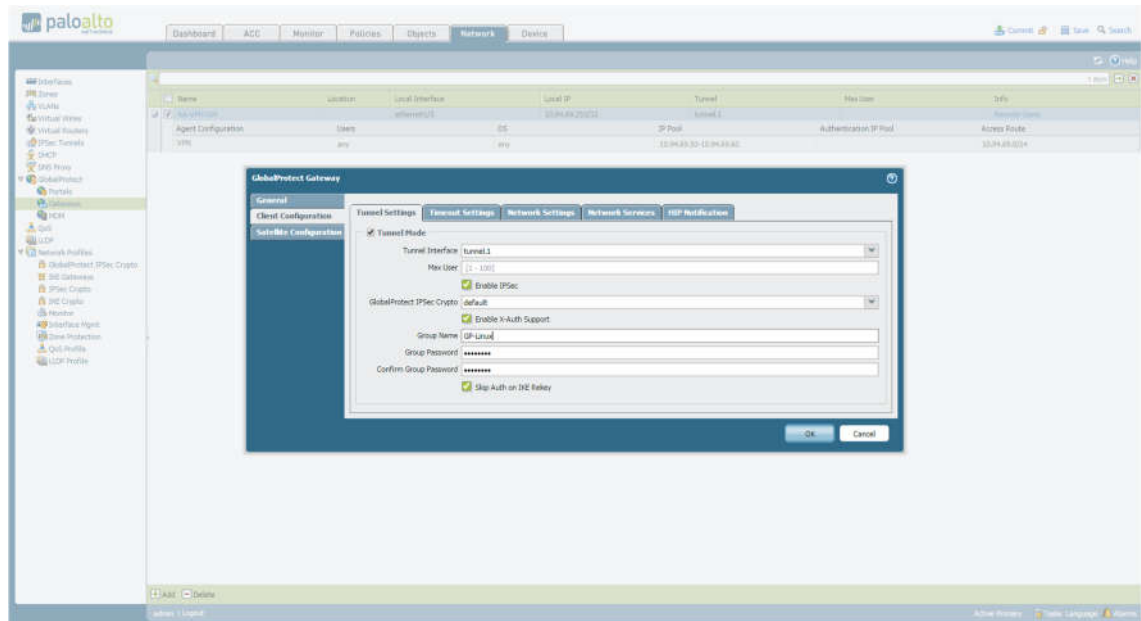 paloalto
Dashboard ACC Monitor Policies Objects Network Device
Commit Save Search
Help
Interfaces
Zones
VLANs
Virtual Wires
Virtual Routers
IPSec Tunnels
DHCP
DNS Proxy
GlobalProtect
Portals
Gateways
MDM
QoS
LLDP
Network Profiles
GlobalProtect IPSec Crypto
IKE Gateways
IPSec Crypto
IKE Crypto
Monitor
Interface Mgmt
Zone Protection
QoS Profile
LLDP Profile
Name Location Local Interface Local IP Tunnel Max User Info
tunnel.1
Agent Configuration Users OS IP Pool Authentication IP Pool Access Route
VPN any any
GlobalProtect Gateway
General
Client Configuration
Satellite Configuration
Tunnel Settings Timeout Settings Network Settings Network Services HIP Notification
Tunnel Mode
Tunnel Interface tunnel.1
Max User [1 - 100]
Enable IPSec
GlobalProtect IPSec Crypto default
Enable X-Auth Support
Group Name GP-Linux
Group Password ••••••••
Confirm Group Password ••••••••
Skip Auth on IKE Rekey
OK Cancel
Add Delete
admin | Logout
Active Primary Tasks Language Alarms